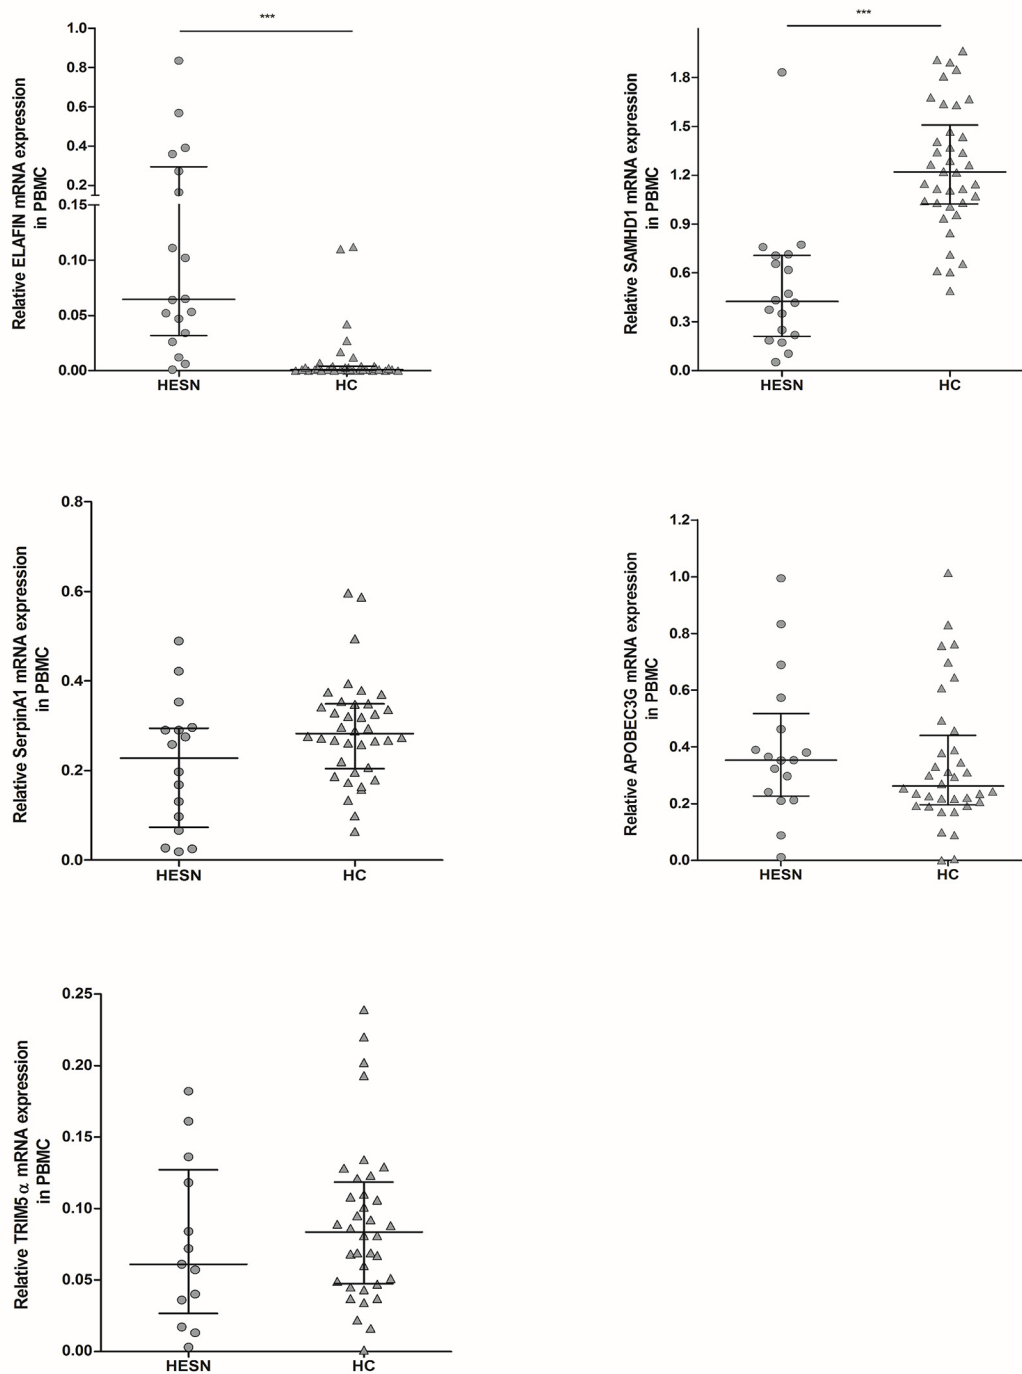 ***
Relative ELAFIN mRNA expression
in PBMC
1.0
0.8
0.6
0.4
0.2
0.15
0.10
0.05
0.00
HESN
HC
***
Relative SAMHD1 mRNA expression
in PBMC
1.8
1.5
1.2
0.9
0.6
0.3
0.0
HESN
HC
Relative SerpinA1 mRNA expression
in PBMC
0.8
0.6
0.4
0.2
0.0
HESN
HC
Relative APOBEC3G mRNA expression
in PBMC
1.2
1.0
0.8
0.6
0.4
0.2
0.0
HESN
HC
Relative TRIM5α mRNA expression
in PBMC
0.25
0.20
0.15
0.10
0.05
0.00
HESN
HC